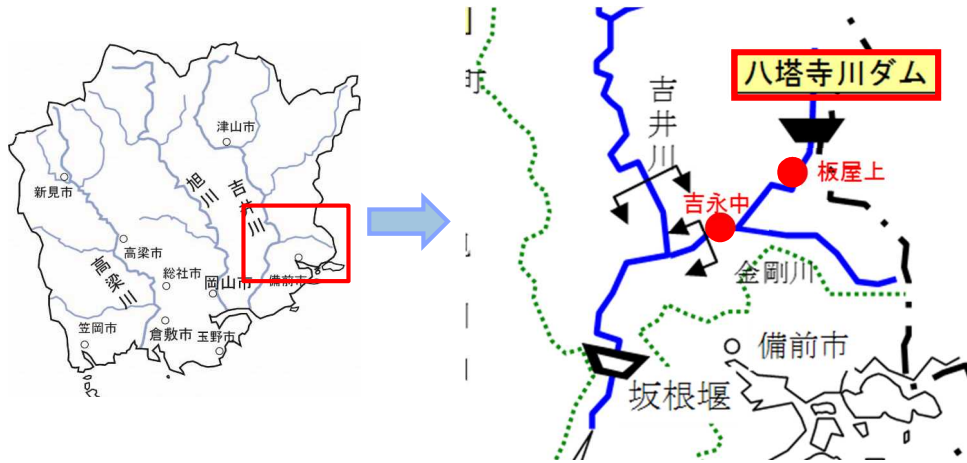 津山市
新見市
旭川
吉井川
高梁市
高梁川
総社市
岡山市
備前市
笠岡市
倉敷市
玉野市
町
吉井川
八塔寺川ダム
板屋上
吉永中
金剛川
備前市
坂根堰